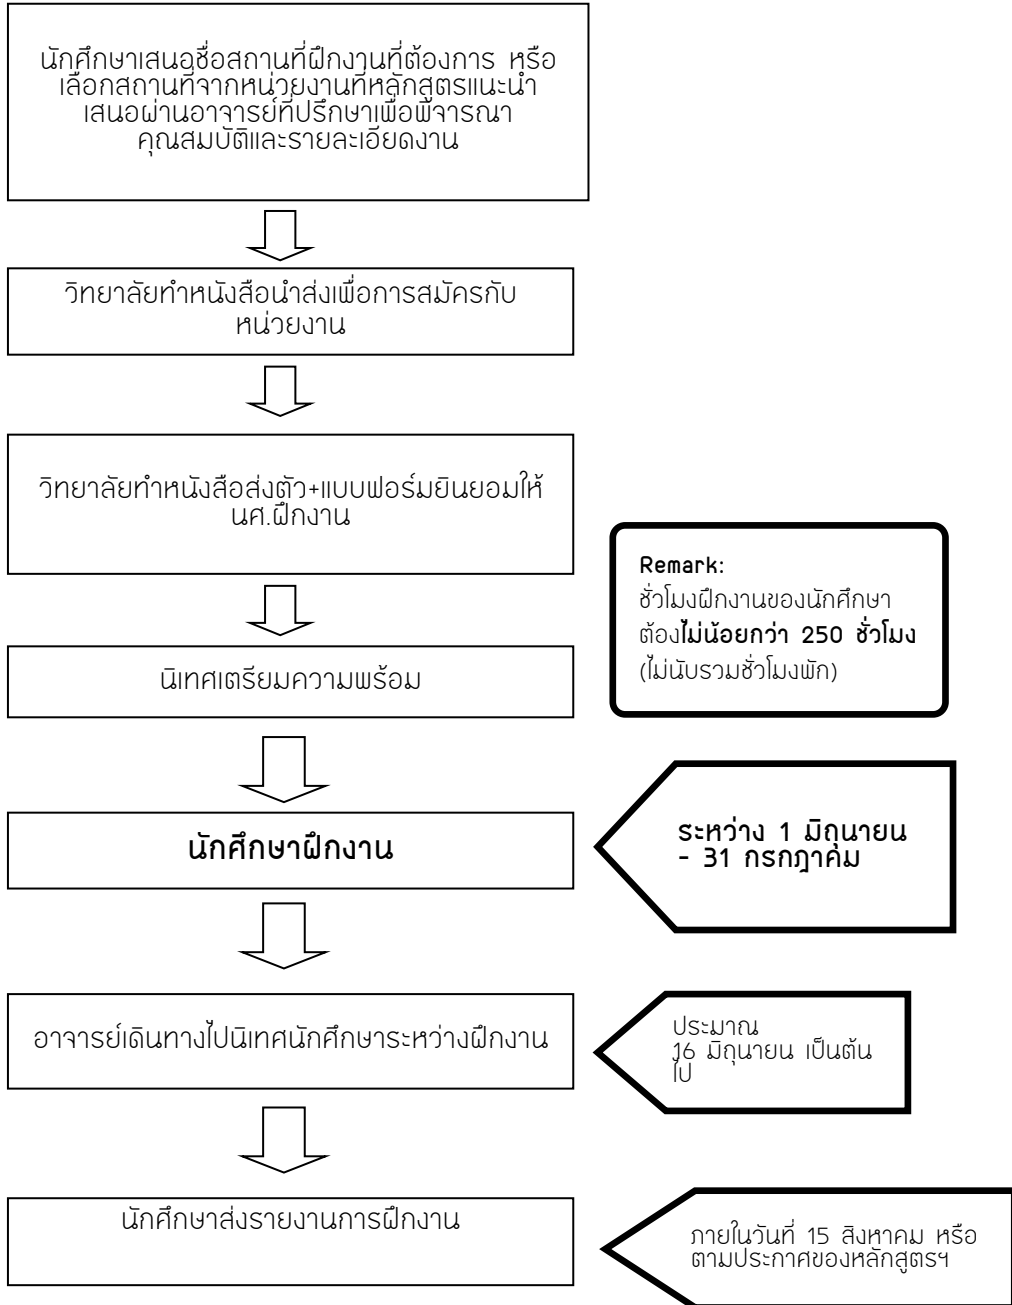 นักศึกษาเสนอชื่อสถานที่ฝึกงานที่ต้องการ หรือ
เลือกสถานที่จากหน่วยงานที่หลักสูตรแนะนำ
เสนอผ่านอาจารย์ที่ปรึกษาเพื่อพิจารณา
คุณสมบัติและรายละเอียดงาน
วิทยาลัยทำหนังสือนำส่งเพื่อการสมัครกับ
หน่วยงาน
วิทยาลัยทำหนังสือส่งตัว+แบบฟอร์มยินยอมให้
นศ.ฝึกงาน
Remark:
ชั่วโมงฝึกงานของนักศึกษา
ต้องไม่น้อยกว่า 250 ชั่วโมง
(ไม่นับรวมชั่วโมงพัก)
นิเทศเตรียมความพร้อม
นักศึกษาฝึกงาน
ระหว่าง 1 มิถุนายน
- 31 กรกฎาคม
อาจารย์เดินทางไปนิเทศนักศึกษาระหว่างฝึกงาน
ประมาณ
16 มิถุนายน เป็นต้น
ไป
นักศึกษาส่งรายงานการฝึกงาน
ภายในวันที่ 15 สิงหาคม หรือ
ตามประกาศของหลักสูตรฯ